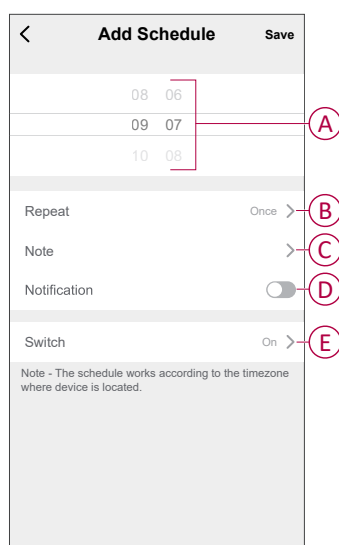 Add Schedule Save
08 06
09 07
10 08
A
Repeat Once B
Note C
Notification D
Switch On E
Note - The schedule works according to the timezone
where device is located.